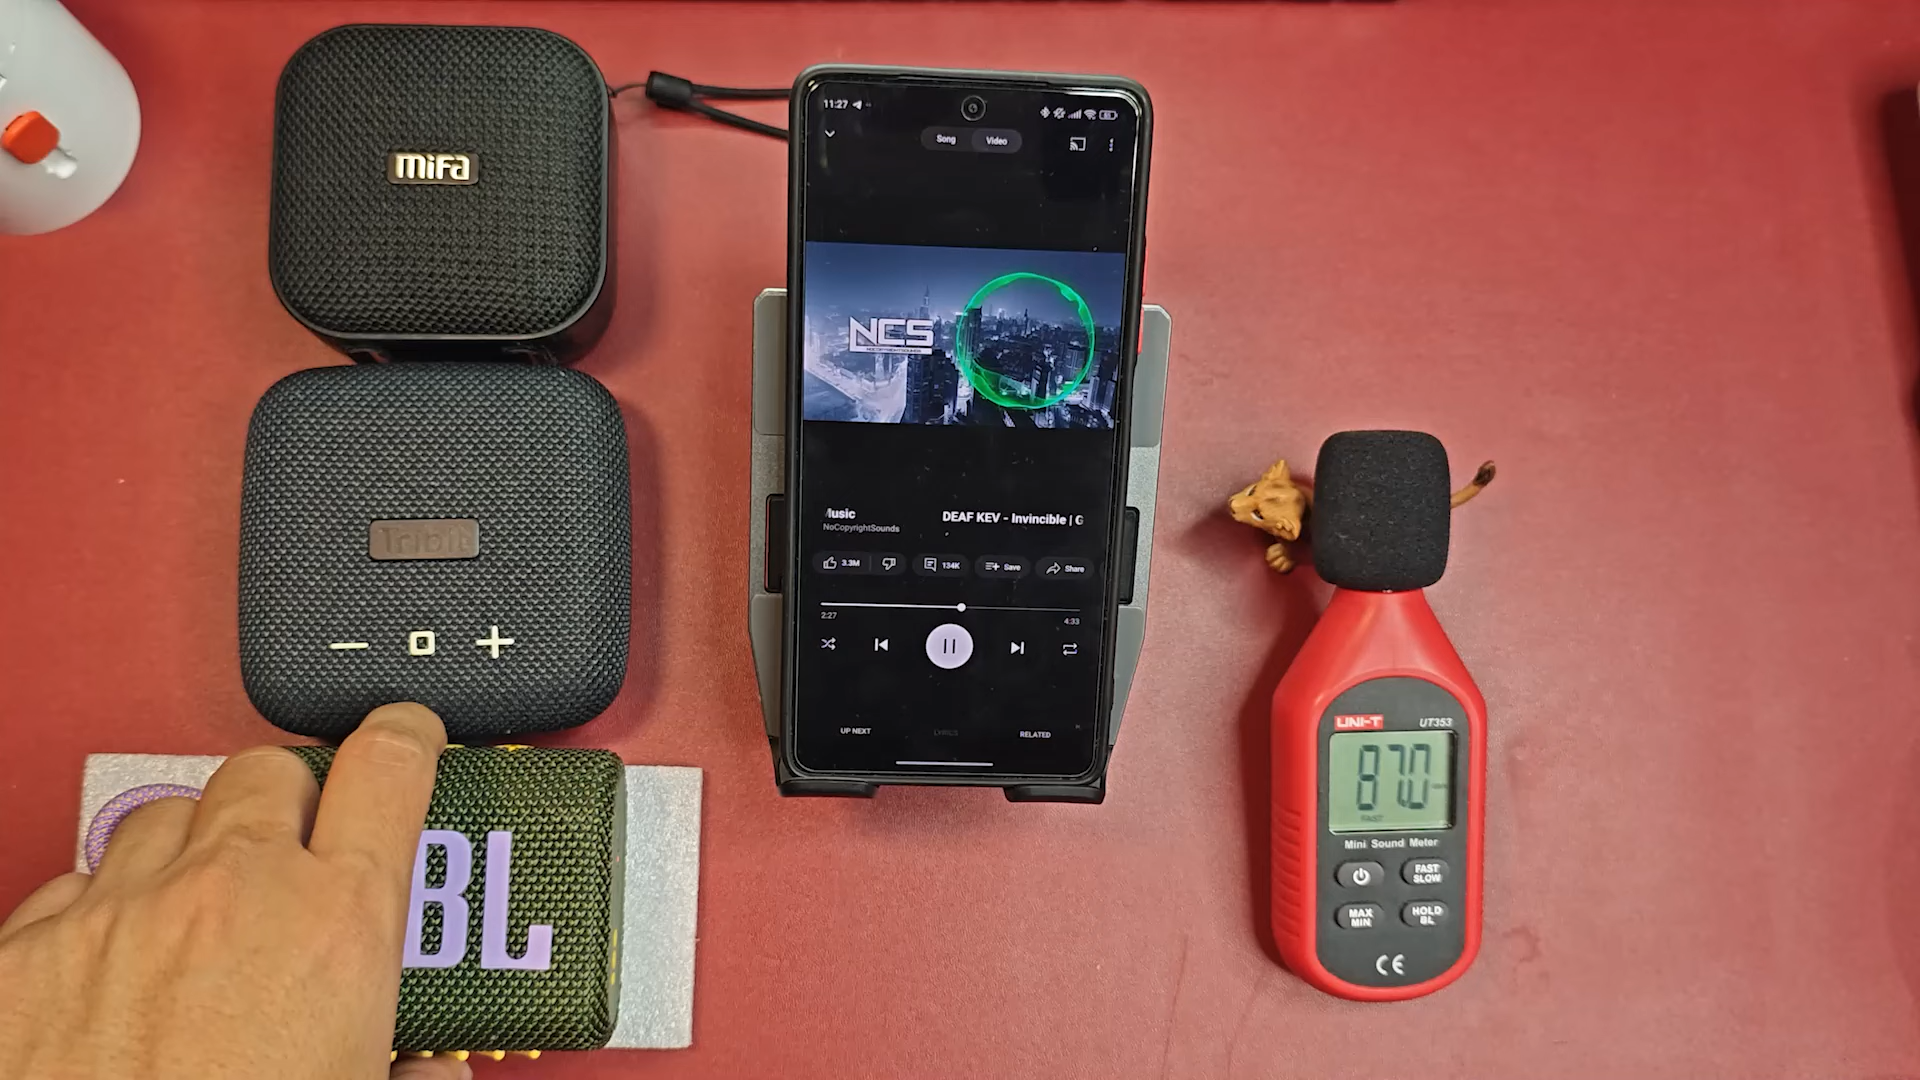 MiFa
Tribit
BL
11:27
Song
Video
NCS
NOCOPYRIGHTSOUNDS
Music
DEAF KEV - Invincible | G
NoCopyrightSounds
3.3M
134K
Save
Share
2:27
4:33
UP NEXT
LYRICS
RELATED
UNI-T
UT353
87.0
FAST
Mini Sound Meter
FAST
SLOW
MAX
MIN
HOLD
BL
CE